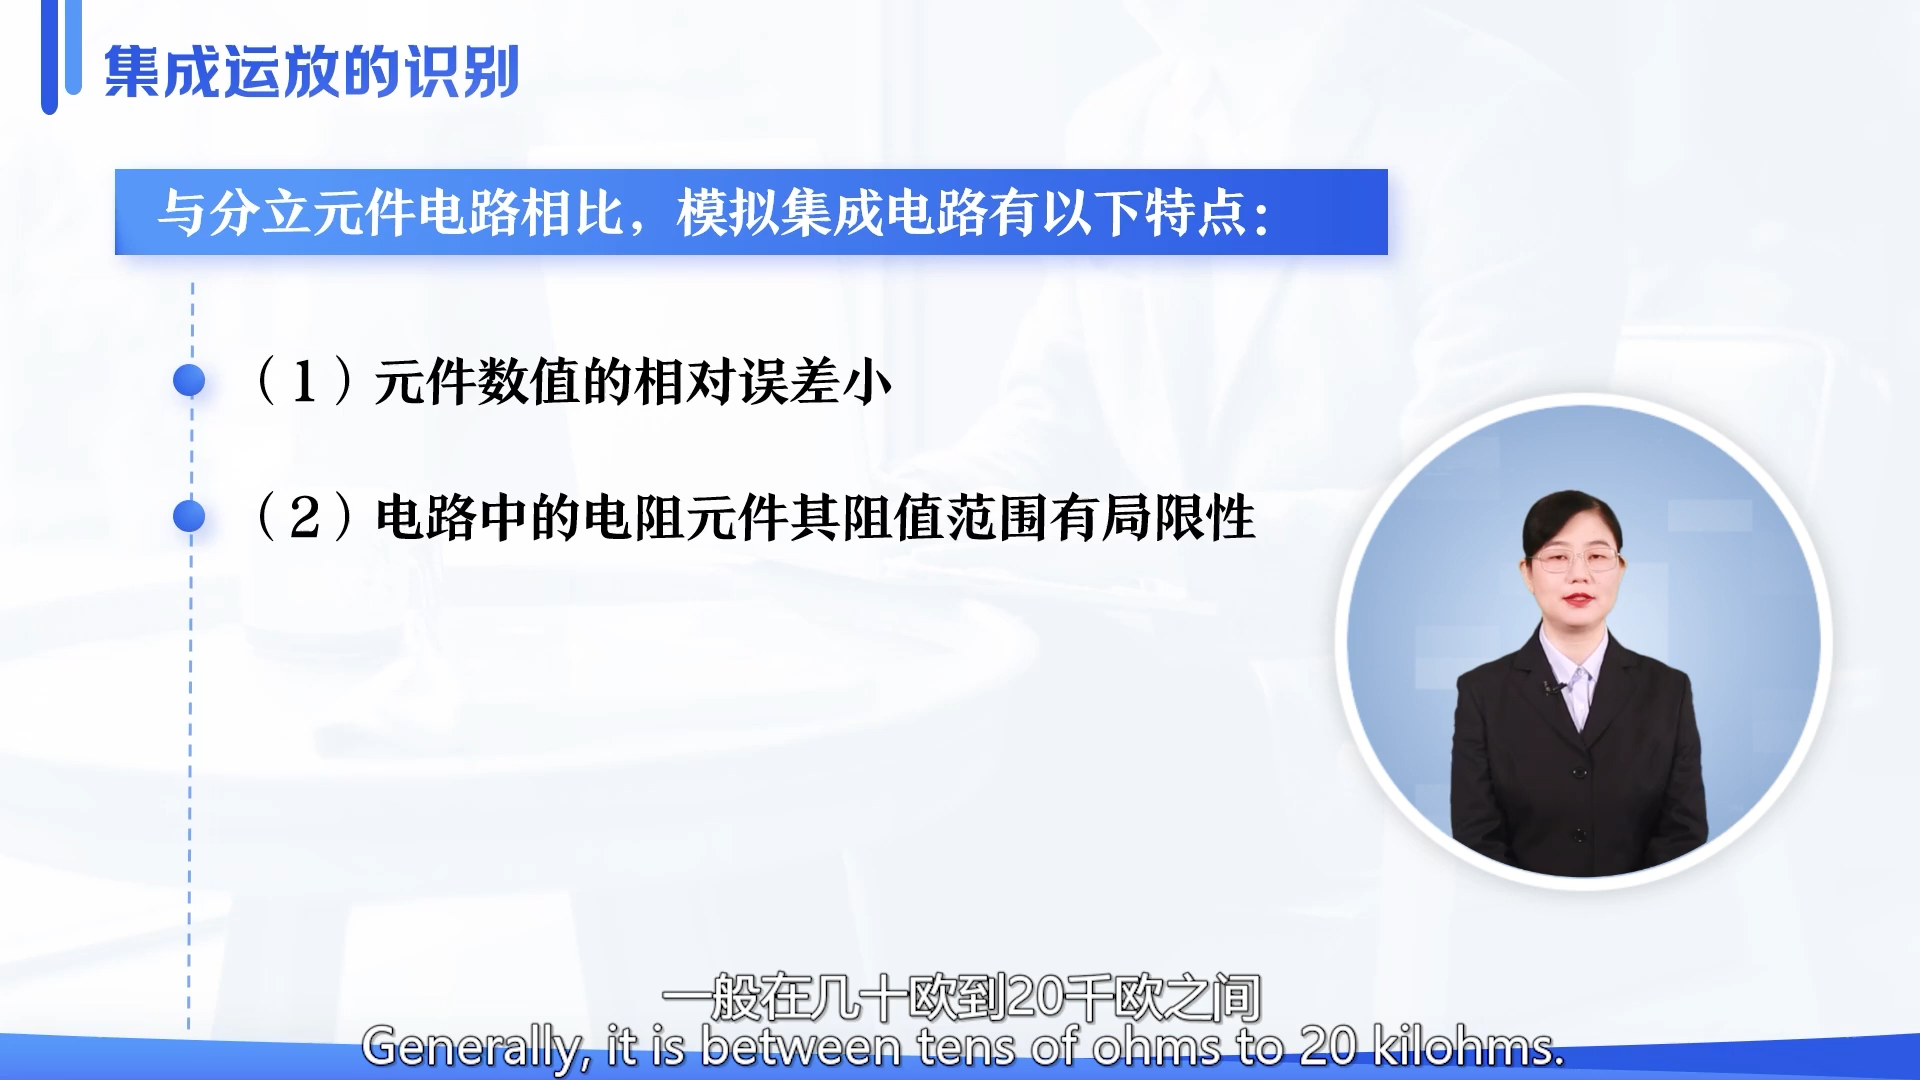 集成运放的识别
与分立元件电路相比，模拟集成电路有以下特点：
（1）元件数值的相对误差小
（2）电路中的电阻元件其阻值范围有局限性
一般在几十欧到20千欧之间
Generally, it is between tens of ohms to 20 kilohms.